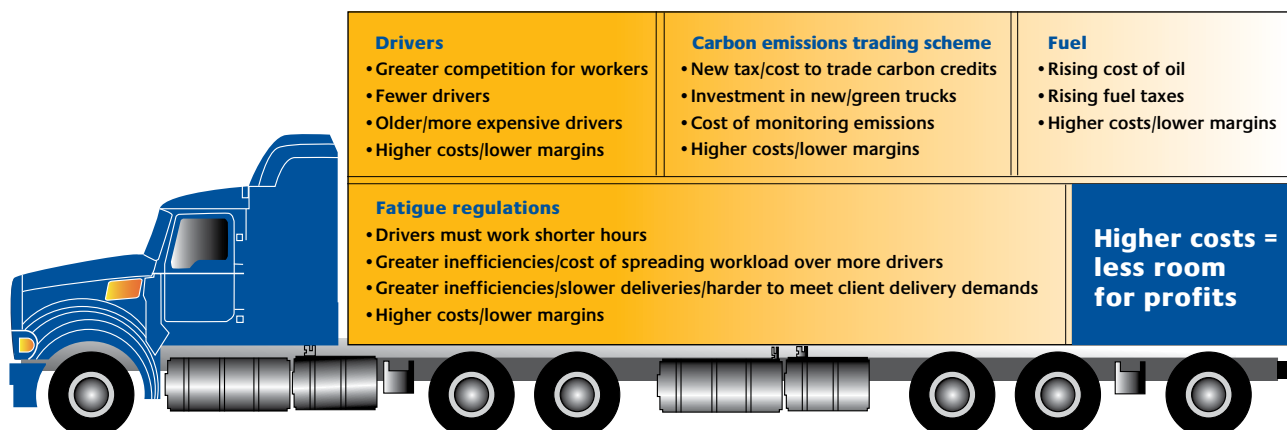 Drivers
• Greater competition for workers
• Fewer drivers
• Older/more expensive drivers
• Higher costs/lower margins
Carbon emissions trading scheme
• New tax/cost to trade carbon credits
• Investment in new/green trucks
• Cost of monitoring emissions
• Higher costs/lower margins
Fuel
• Rising cost of oil
• Rising fuel taxes
• Higher costs/lower margins
Fatigue regulations
• Drivers must work shorter hours
• Greater inefficiencies/cost of spreading workload over more drivers
• Greater inefficiencies/slower deliveries/harder to meet client delivery demands
• Higher costs/lower margins
Higher costs =
less room
for profits